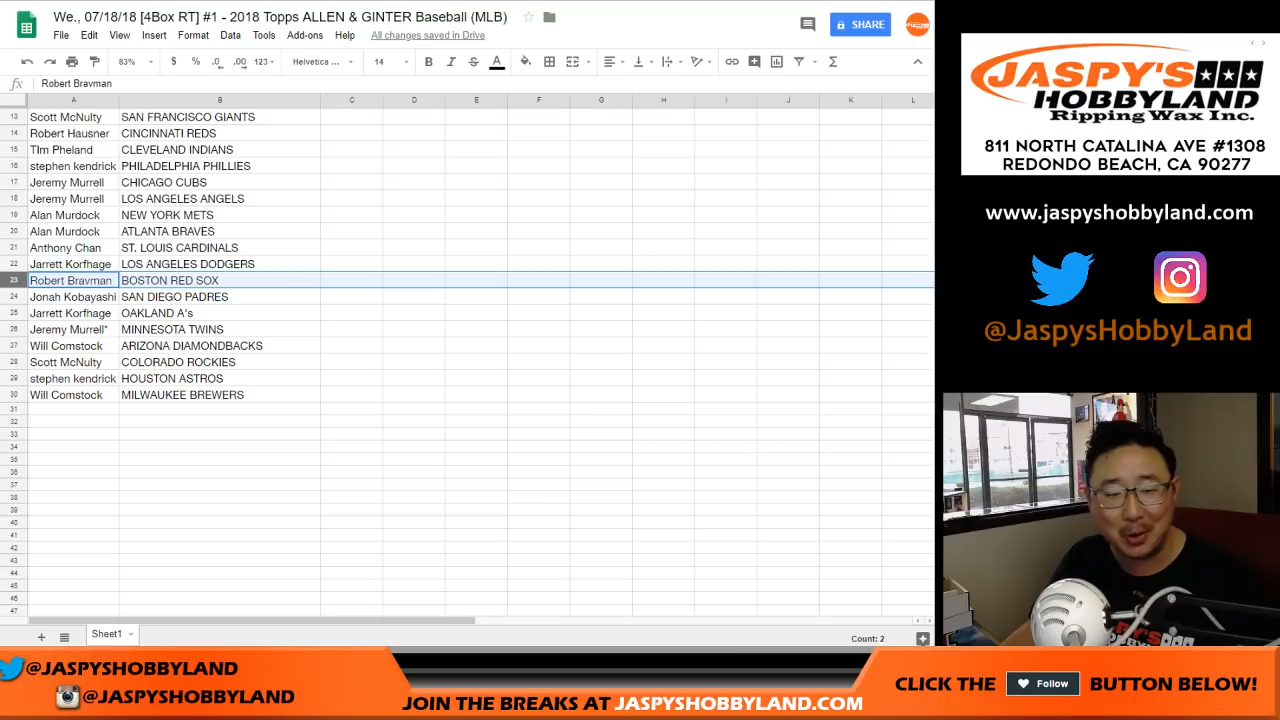 We., 07/18/18 [4Box RT] #1 - 2018 Topps ALLEN & GINTER Baseball (MLB)
File Edit View Insert Format Data Tools Add-ons Help All changes saved in Drive
SHARE
83% $ % .0 .00 123 Helvetica ... 14 B I S A
fx Robert Bravman
A B C D E F G H I J K L
13 Scott McNulty SAN FRANCISCO GIANTS
14 Robert Hausner CINCINNATI REDS
15 TIm Pheland CLEVELAND INDIANS
16 stephen kendrick PHILADELPHIA PHILLIES
17 Jeremy Murrell CHICAGO CUBS
18 Jeremy Murrell LOS ANGELES ANGELS
19 Alan Murdock NEW YORK METS
20 Alan Murdock ATLANTA BRAVES
21 Anthony Chan ST. LOUIS CARDINALS
22 Jarrett Korfhage LOS ANGELES DODGERS
23 Robert Bravman BOSTON RED SOX
24 Jonah Kobayashi SAN DIEGO PADRES
25 Jarrett Korfhage OAKLAND A's
26 Jeremy Murrell* MINNESOTA TWINS
27 Will Comstock ARIZONA DIAMONDBACKS
28 Scott McNulty COLORADO ROCKIES
29 stephen kendrick HOUSTON ASTROS
30 Will Comstock MILWAUKEE BREWERS
31
32
33
34
35
36
37
38
39
40
41
42
43
44
45
46
47
Sheet1
Count: 2
JASPY'S
HOBBYLAND
Ripping Wax Inc.
811 NORTH CATALINA AVE #1308
REDONDO BEACH, CA 90277
www.jaspyshobbyland.com
@JaspysHobbyLand
@JASPYSHOBBYLAND
@JASPYSHOBBYLAND
JOIN THE BREAKS AT JASPYSHOBBYLAND.COM
CLICK THE Follow BUTTON BELOW!